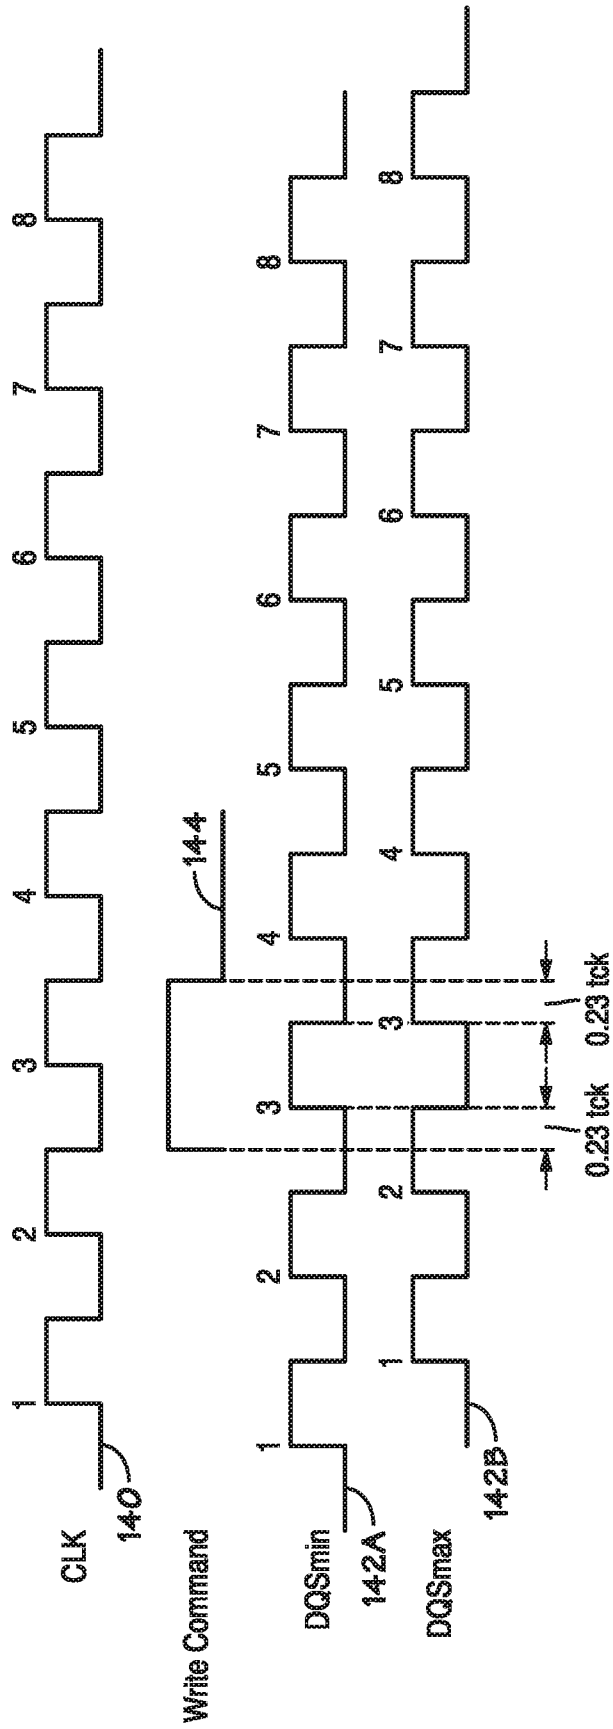 CLK
140
1 2 3 4 5 6 7 8
Write Command
144
DQSmin
142A
1 2 3 4 5 6 7 8
DQSmax
142B
1 2 3 4 5 6 7 8
0.23 tck 0.23 tck